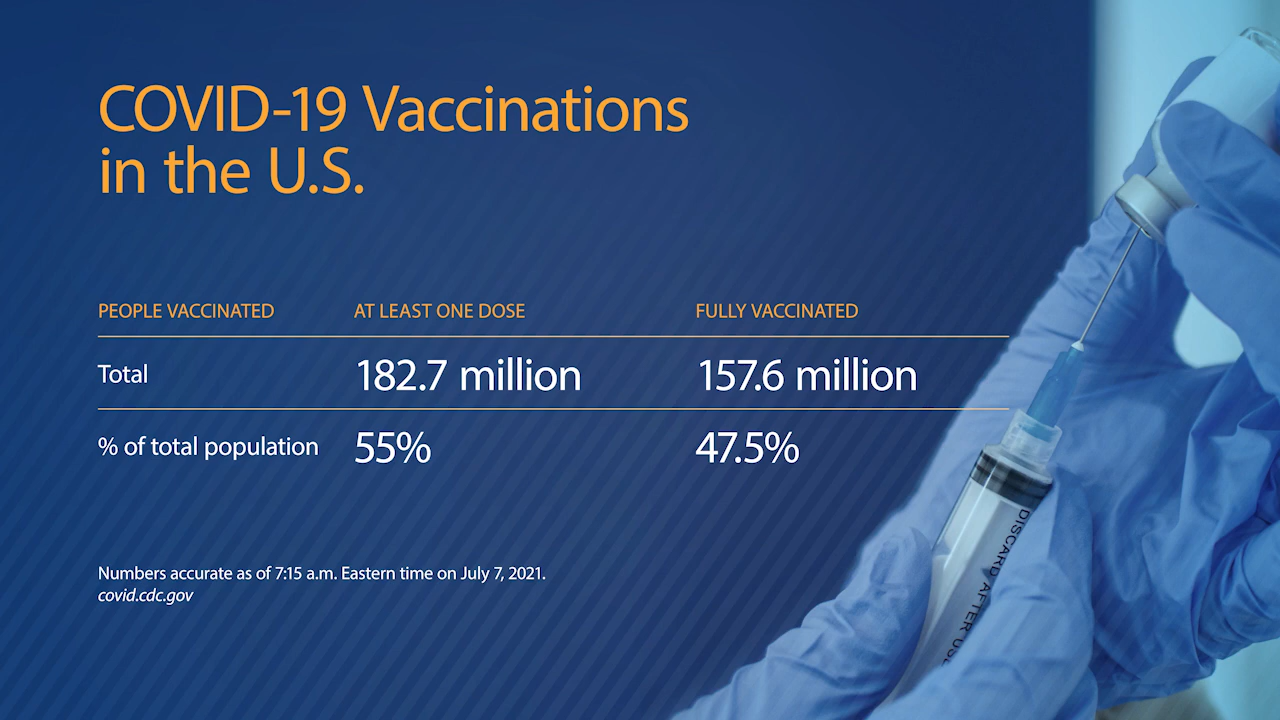 COVID-19 Vaccinations
in the U.S.
PEOPLE VACCINATED AT LEAST ONE DOSE FULLY VACCINATED
Total 182.7 million 157.6 million
% of total population 55% 47.5%
Numbers accurate as of 7:15 a.m. Eastern time on July 7, 2021.
covid.cdc.gov
DISCARD AFTER